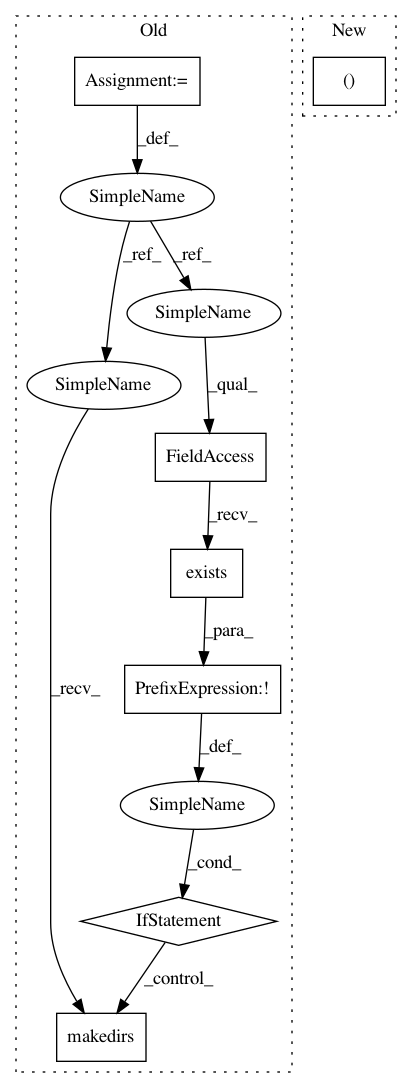 Old
New
Assignment:=
()
_def_
SimpleName
_ref_
_ref_
SimpleName
SimpleName
_qual_
FieldAccess
_recv_
exists
_para_
_recv_
PrefixExpression:!
_def_
SimpleName
_cond_
IfStatement
_control_
makedirs